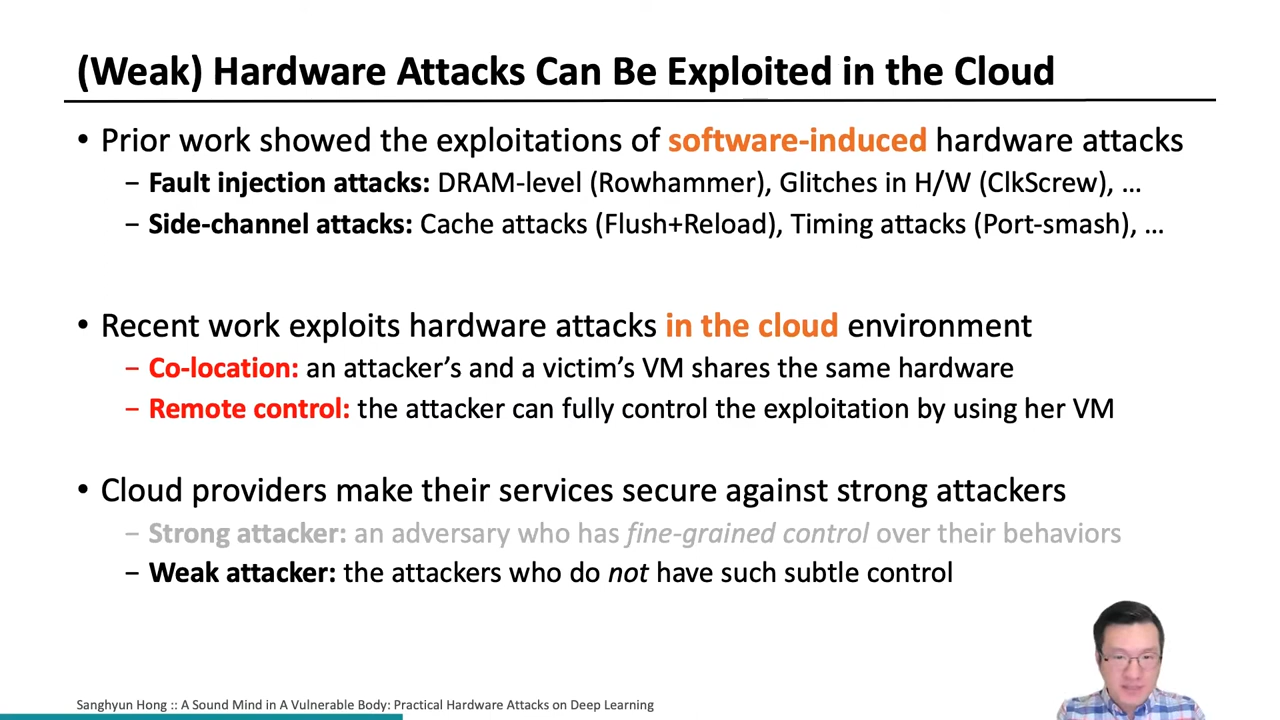 (Weak) Hardware Attacks Can Be Exploited in the Cloud
• Prior work showed the exploitations of software-induced hardware attacks
− Fault injection attacks: DRAM-level (Rowhammer), Glitches in H/W (ClkScrew), ...
− Side-channel attacks: Cache attacks (Flush+Reload), Timing attacks (Port-smash), ...
• Recent work exploits hardware attacks in the cloud environment
− Co-location: an attacker’s and a victim’s VM shares the same hardware
− Remote control: the attacker can fully control the exploitation by using her VM
• Cloud providers make their services secure against strong attackers
− Strong attacker: an adversary who has fine-grained control over their behaviors
− Weak attacker: the attackers who do not have such subtle control
Sanghyun Hong :: A Sound Mind in A Vulnerable Body: Practical Hardware Attacks on Deep Learning